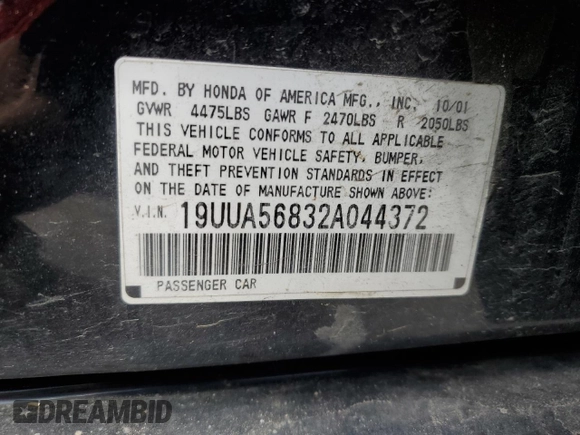 MFD. BY HONDA OF AMERICA MFG., INC. 10/01
GVWR 4475LBS GAWR F 2470LBS R 2050LBS
THIS VEHICLE CONFORMS TO ALL APPLICABLE
FEDERAL MOTOR VEHICLE SAFETY, BUMPER,
AND THEFT PREVENTION STANDARDS IN EFFECT
ON THE DATE OF MANUFACTURE SHOWN ABOVE:
V.I.N. 19UUA56832A044372
PASSENGER CAR
DREAMBID